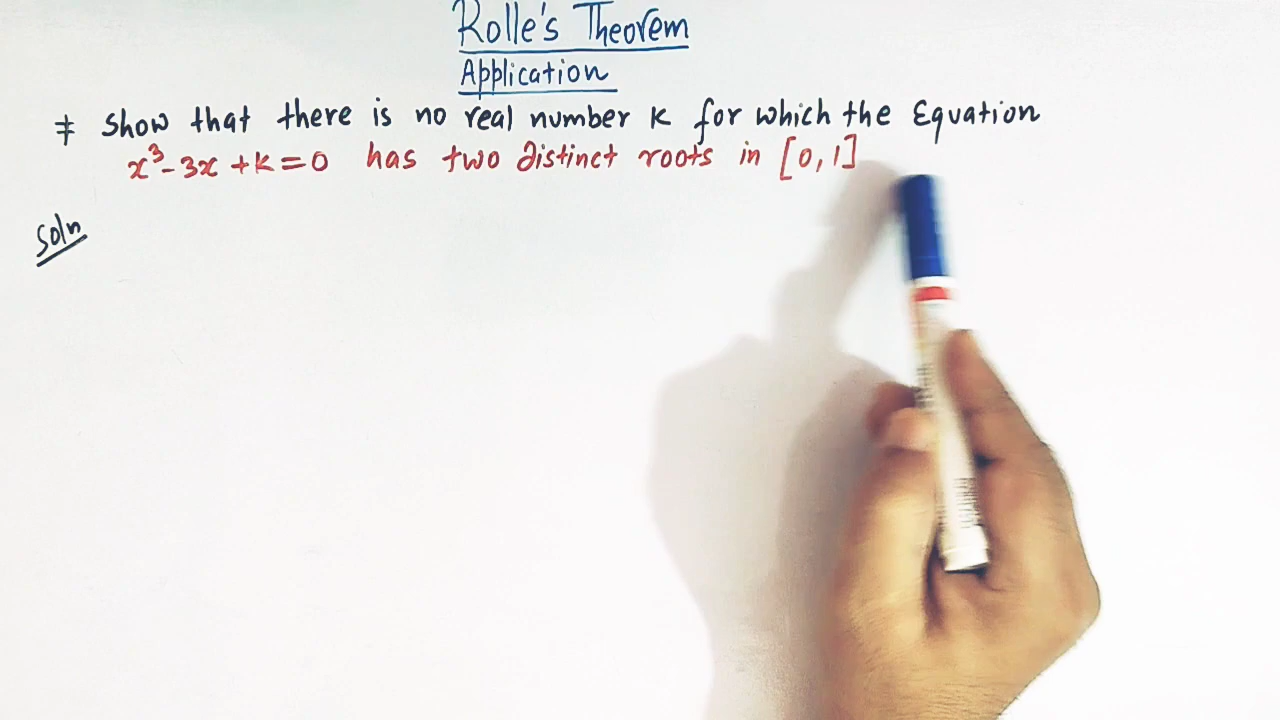 Rolle's Theorem
Application
‡ Show that there is no real number K for which the Equation
x³-3x+k=0 has two distinct roots in [0,1]
Soln